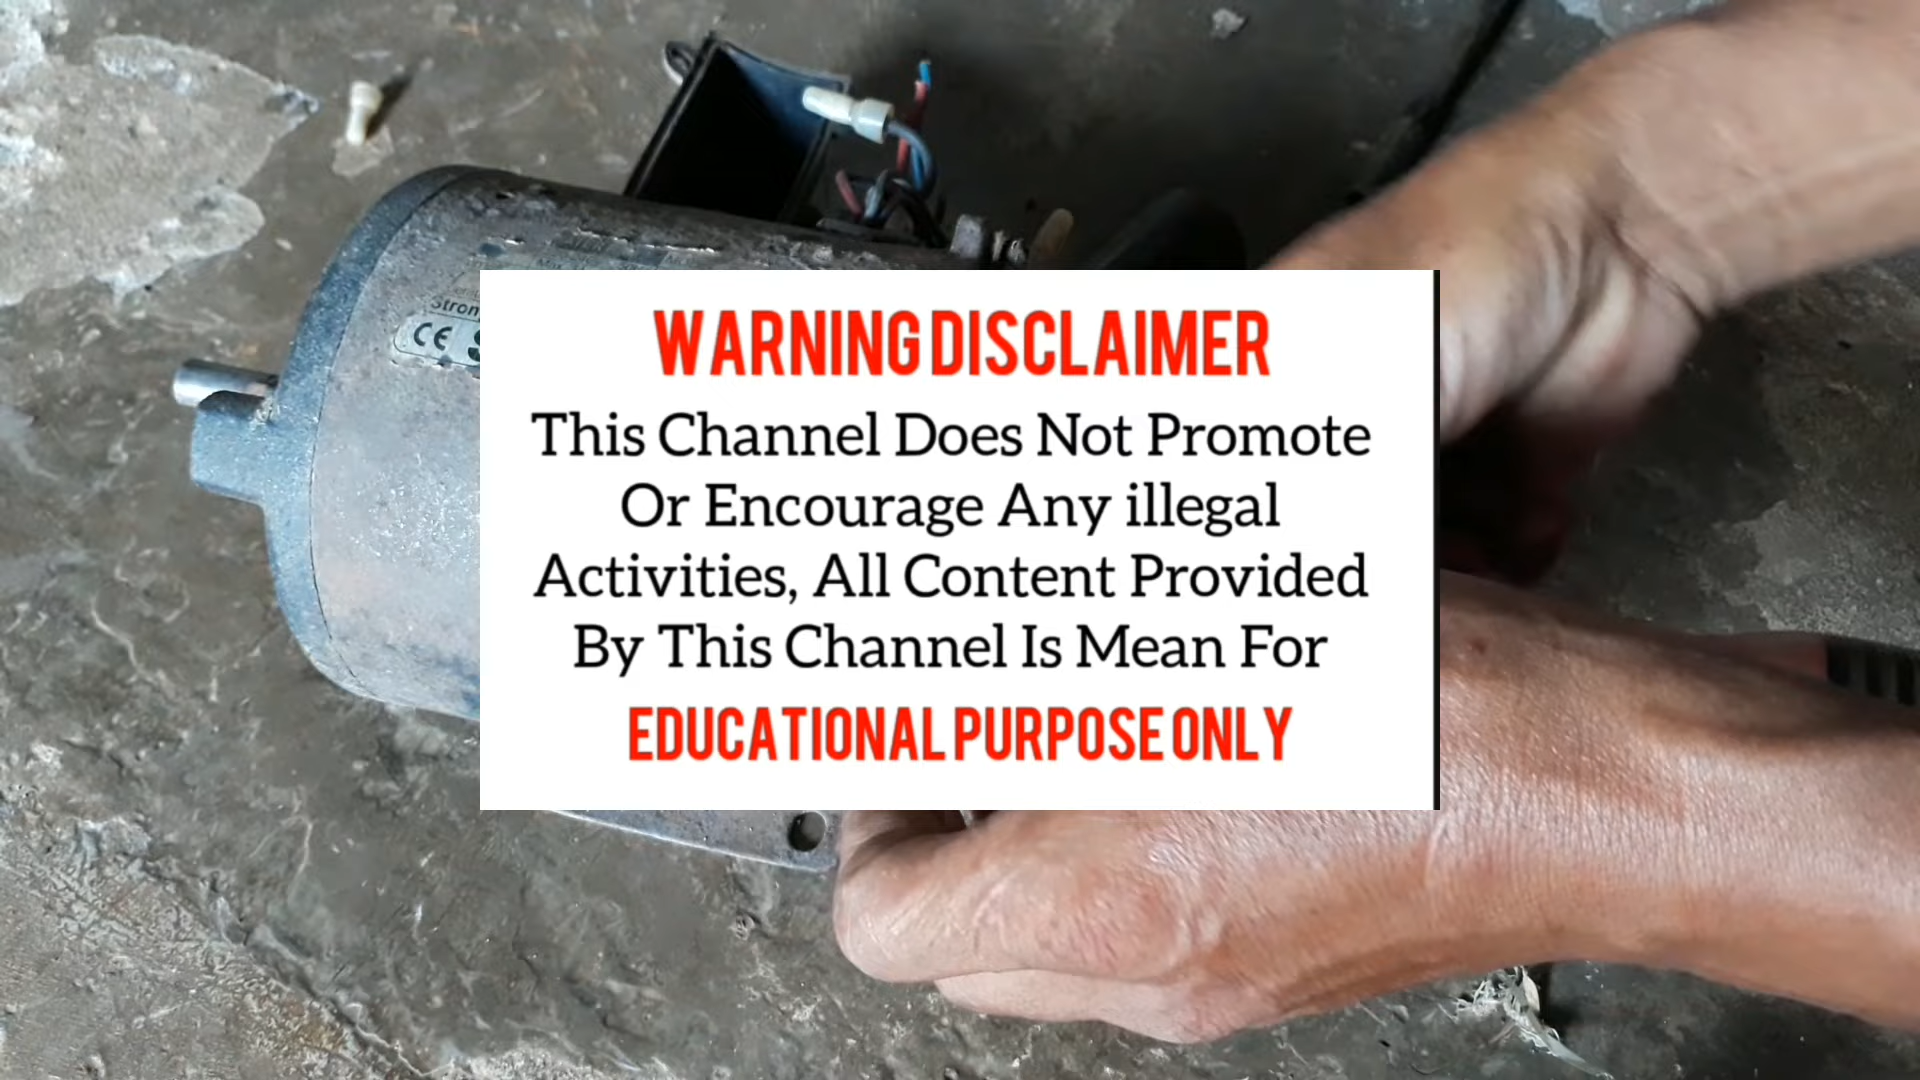 Stron
CE
WARNING DISCLAIMER
This Channel Does Not Promote
Or Encourage Any illegal
Activities, All Content Provided
By This Channel Is Mean For
EDUCATIONAL PURPOSE ONLY